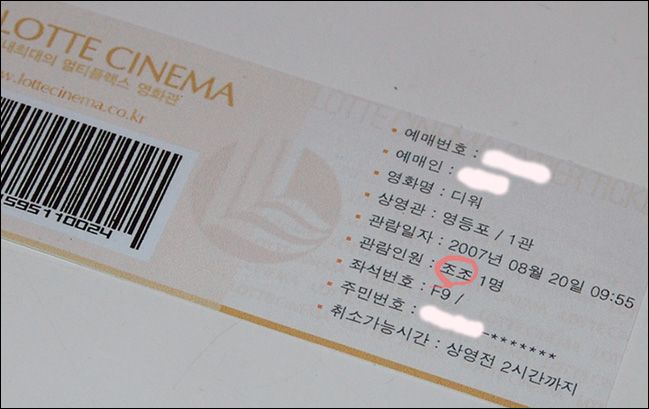 LOTTE CINEMA
내최대의 멀티플렉스 영화관
www.lottecinema.co.kr
1595110024
예매번호 :
예매인 :
영화명 : 디워
상영관 : 영등포 / 1관
관람일자 : 2007년 08월 20일 09:55
관람인원 : 조조 1명
좌석번호 : F9 /
주민번호 : -*******
취소가능시간 : 상영전 2시간까지